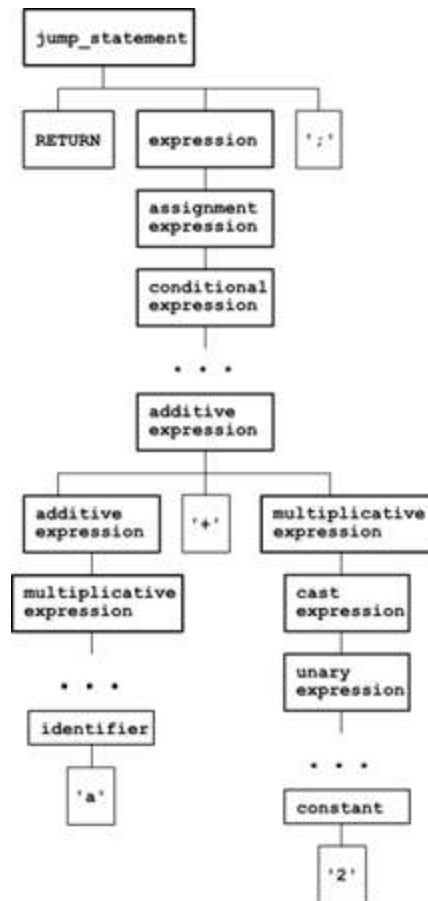 jump_statement
RETURN
expression
';'
assignment
expression
conditional
expression
. . .
additive
expression
additive
expression
'+'
multiplicative
expression
multiplicative
expression
cast
expression
unary
expression
. . .
identifier
. . .
'a'
constant
'2'